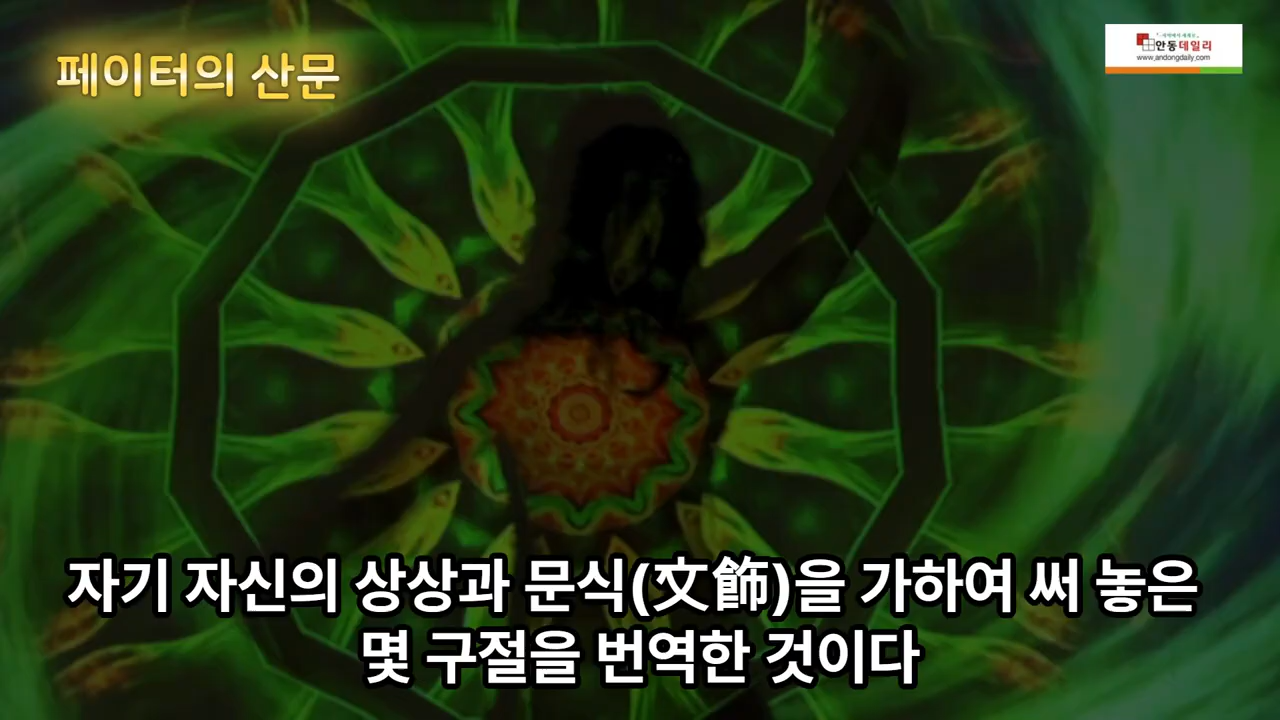 페이터의 산문
안동데일리
www.andongdaily.com
자기 자신의 상상과 문식(文飾)을 가하여 써 놓은
몇 구절을 번역한 것이다